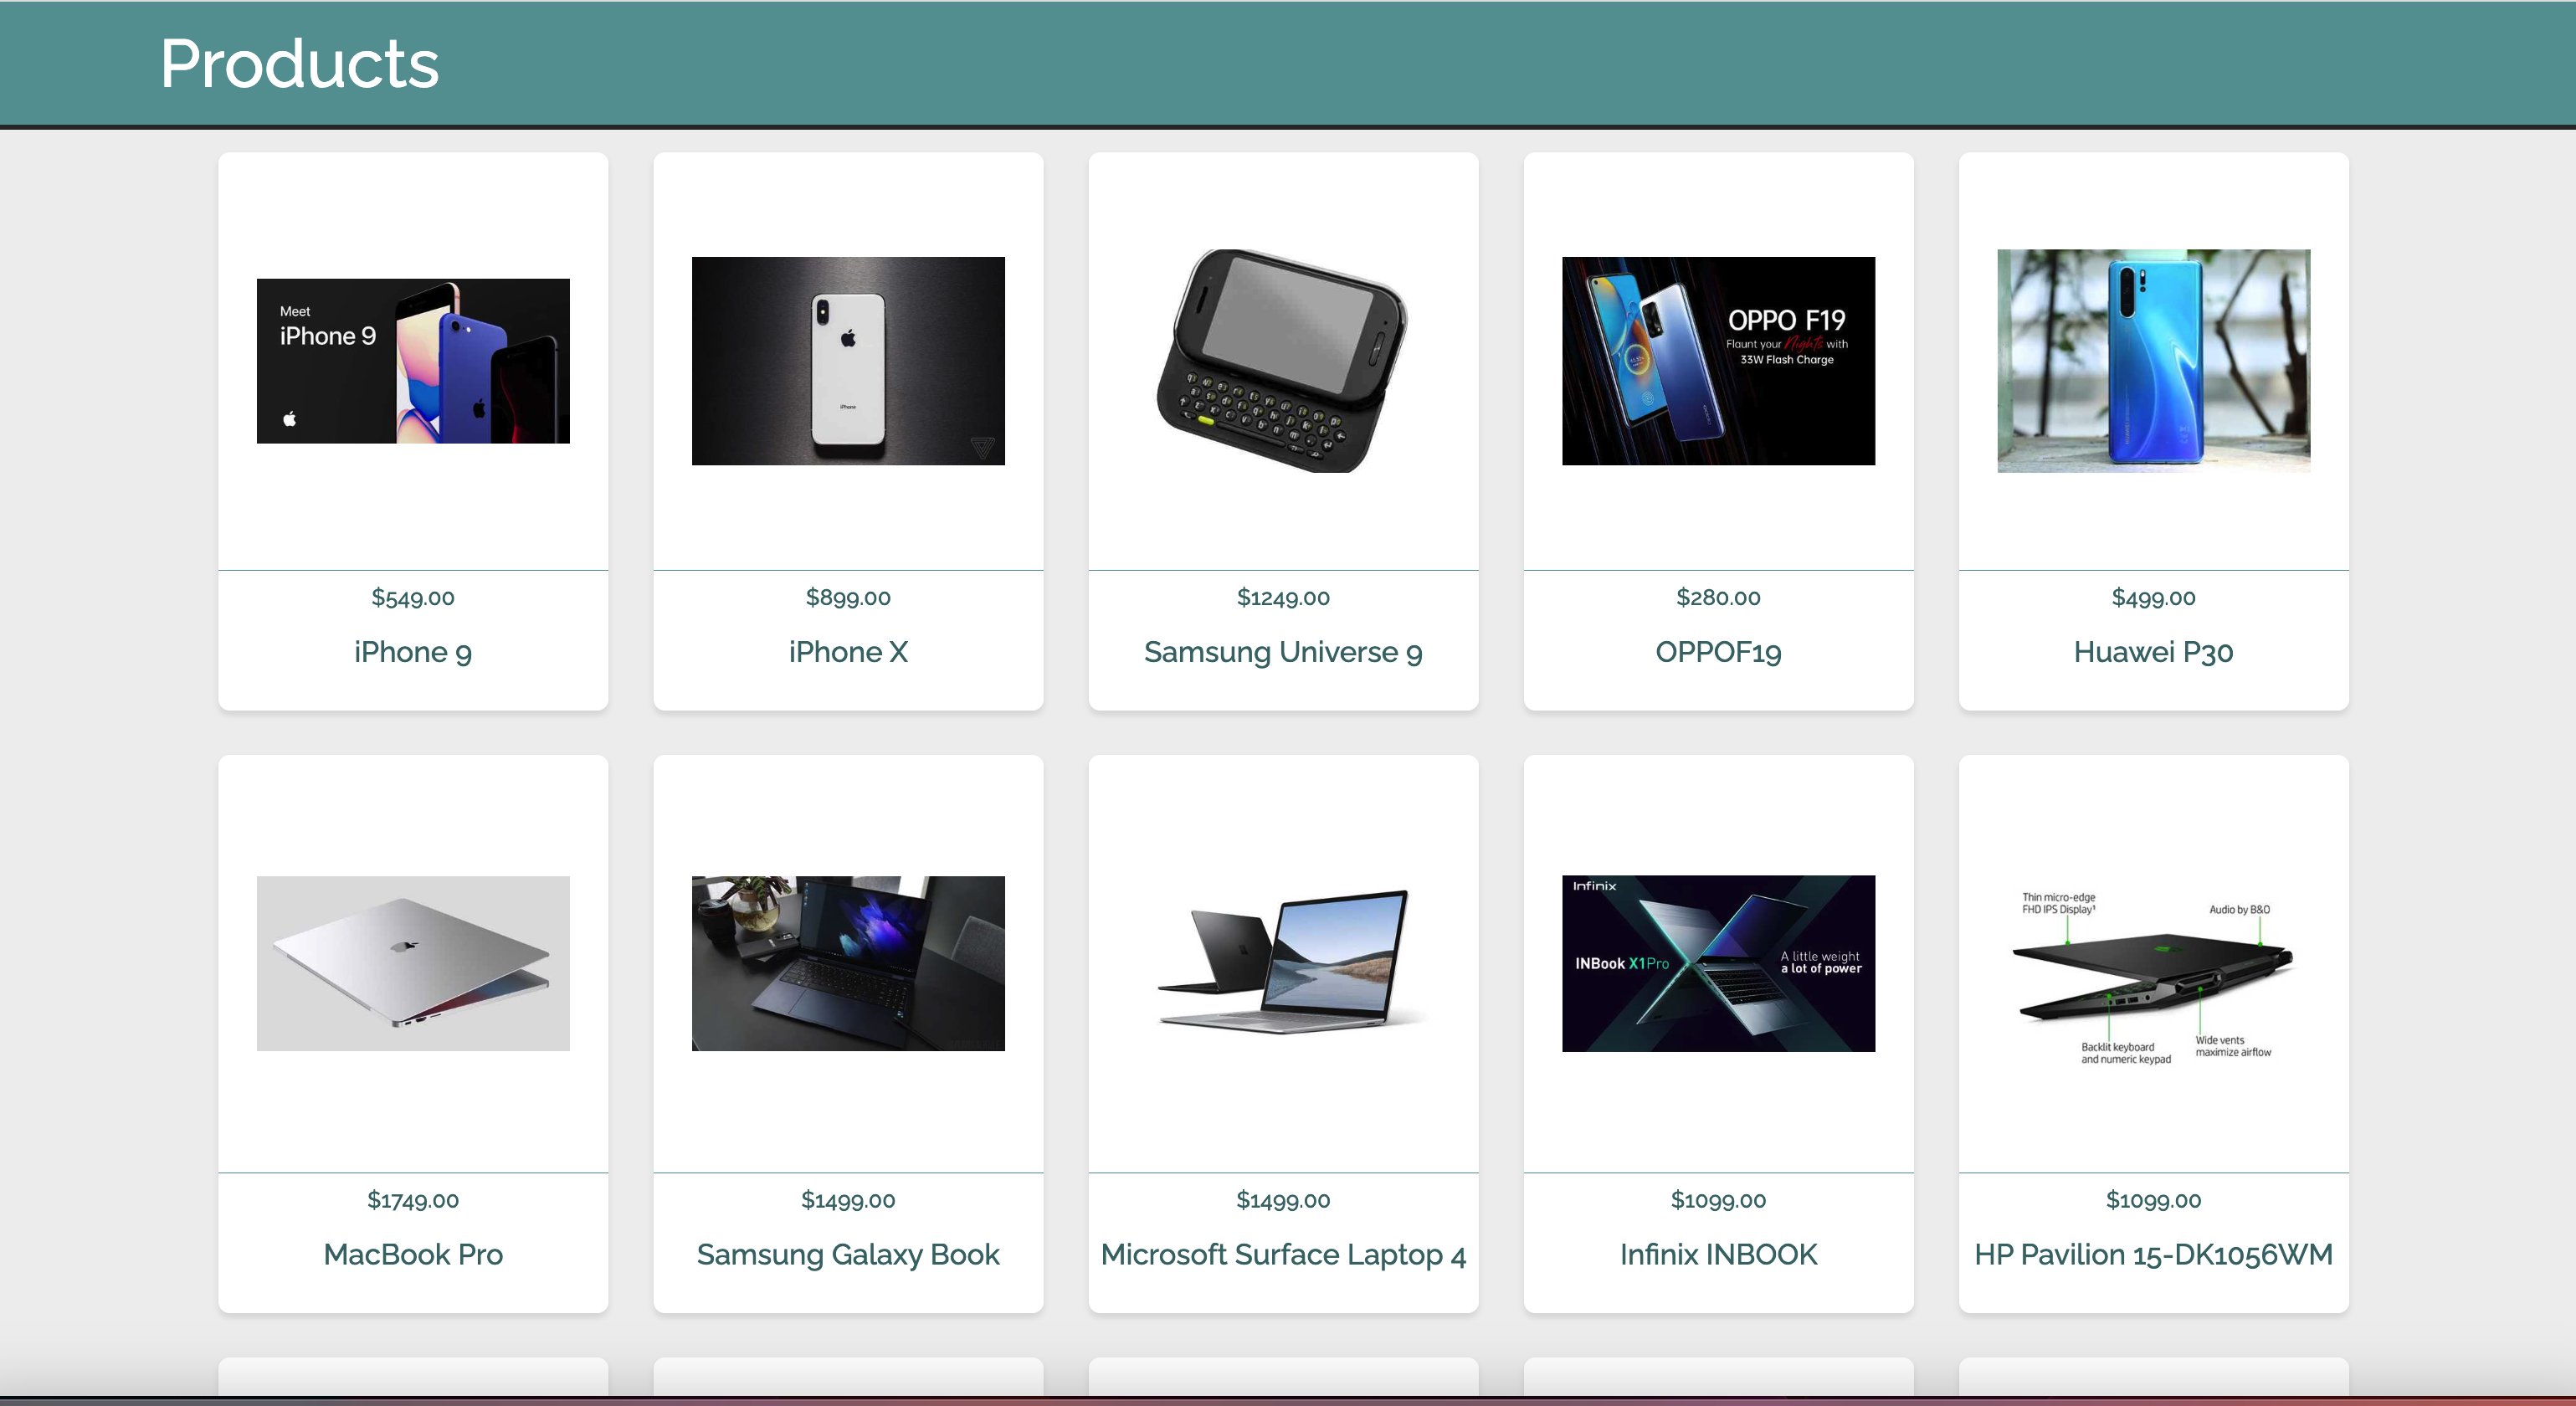 Products
Meet
iPhone 9
iPhone
OPPO F19
Flaunt your Nights with
33W Flash Charge
$549.00
$899.00
$1249.00
$280.00
$499.00
iPhone 9
iPhone X
Samsung Universe 9
OPPOF19
Huawei P30
Infinix
INBook X1Pro
A little weight
a lot of power
Thin micro-edge
FHD IPS Display¹
Audio by B&O
Backlit keyboard
and numeric keypad
Wide vents
maximize airflow
$1749.00
$1499.00
$1499.00
$1099.00
$1099.00
MacBook Pro
Samsung Galaxy Book
Microsoft Surface Laptop 4
Infinix INBOOK
HP Pavilion 15-DK1056WM